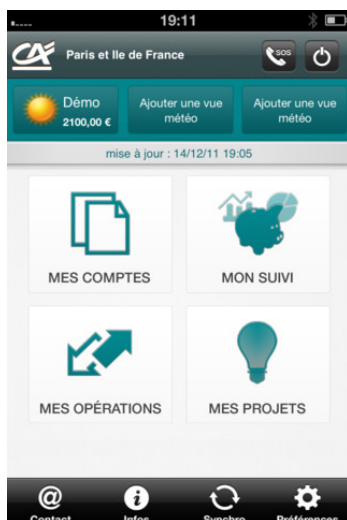 19:11
CA
Paris et Ile de France
SOS
Démo
2100,00 €
Ajouter une vue
météo
Ajouter une vue
météo
mise à jour : 14/12/11 19:05
MES COMPTES
MON SUIVI
MES OPÉRATIONS
MES PROJETS
@
i
Contact
Infos
Synchro
Préférences